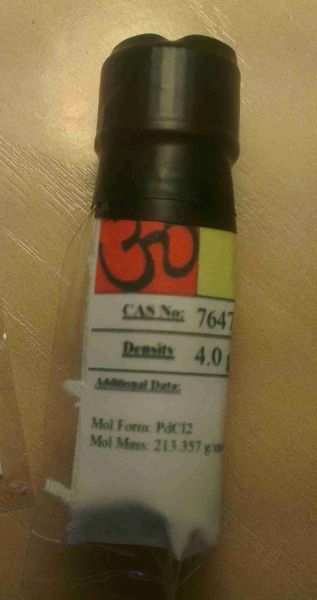 ॐ
CAS No: 7647
Density 4.0 g
Additional Data:
Mol Form: PdCl2
Mol Mass: 213.357 g/m